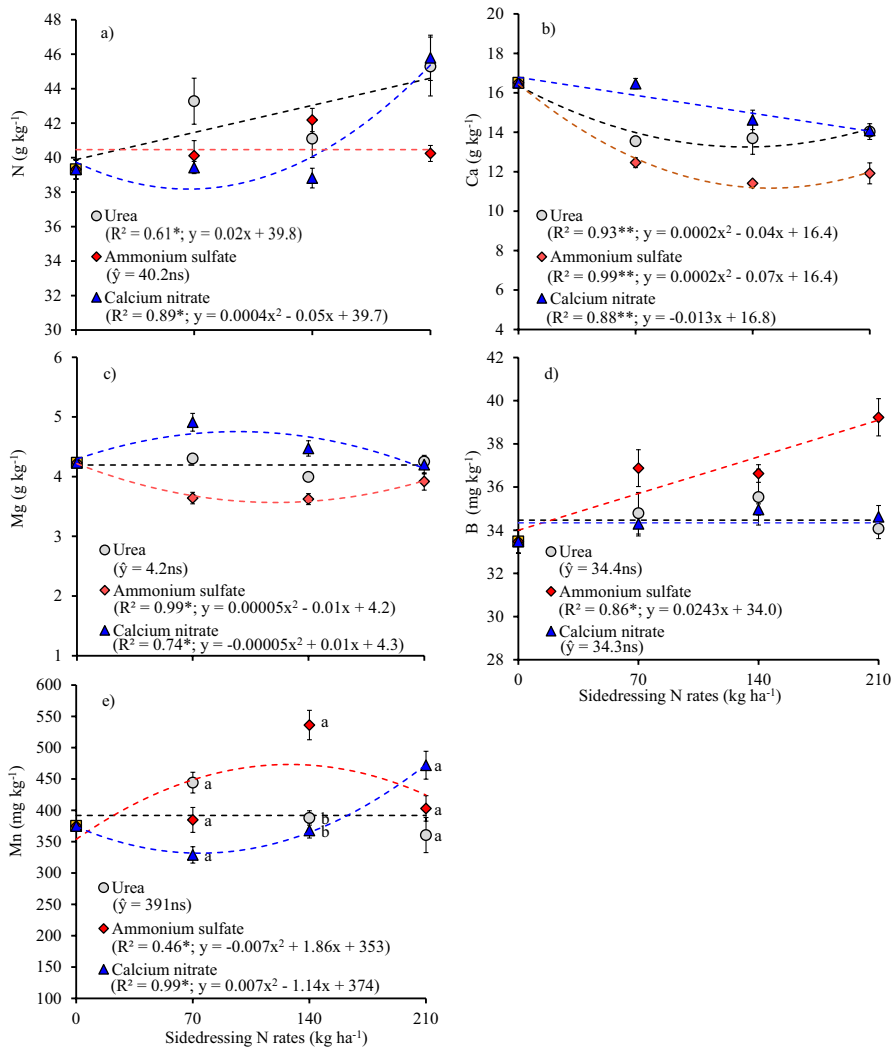 a)
48
46
44
42
40
38
36
34
32
30
N (g kg⁻¹)
Urea
(R² = 0.61*; y = 0.02x + 39.8)
Ammonium sulfate
(ŷ = 40.2ns)
Calcium nitrate
(R² = 0.89*; y = 0.0004x² - 0.05x + 39.7)
b)
20
18
16
14
12
10
8
6
4
Ca (g kg⁻¹)
Urea
(R² = 0.93**; y = 0.0002x² - 0.04x + 16.4)
Ammonium sulfate
(R² = 0.99**; y = 0.0002x² - 0.07x + 16.4)
Calcium nitrate
(R² = 0.88**; y = -0.013x + 16.8)
c)
6
5
4
3
2
1
Mg (g kg⁻¹)
Urea
(ŷ = 4.2ns)
Ammonium sulfate
(R² = 0.99*; y = 0.00005x² - 0.01x + 4.2)
Calcium nitrate
(R² = 0.74*; y = -0.00005x² + 0.01x + 4.3)
d)
42
40
38
36
34
32
30
28
B (mg kg⁻¹)
Urea
(ŷ = 34.4ns)
Ammonium sulfate
(R² = 0.86*; y = 0.0243x + 34.0)
Calcium nitrate
(ŷ = 34.3ns)
0 70 140 210
Sidedressing N rates (kg ha⁻¹)
e)
600
550
500
450
400
350
300
250
200
150
100
Mn (mg kg⁻¹)
a
a
a
a
b
b
a
a
a
Urea
(ŷ = 391ns)
Ammonium sulfate
(R² = 0.46*; y = -0.007x² + 1.86x + 353)
Calcium nitrate
(R² = 0.99*; y = 0.007x² - 1.14x + 374)
0 70 140 210
Sidedressing N rates (kg ha⁻¹)